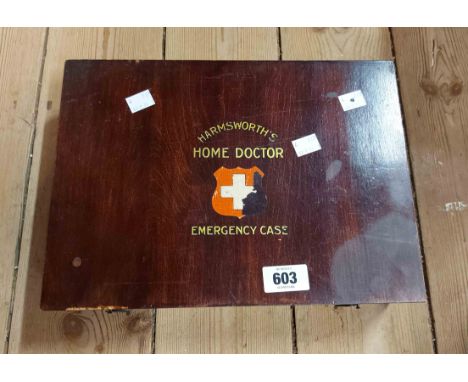 HARMSWORTH'S
HOME DOCTOR
EMERGENCY CASE
603